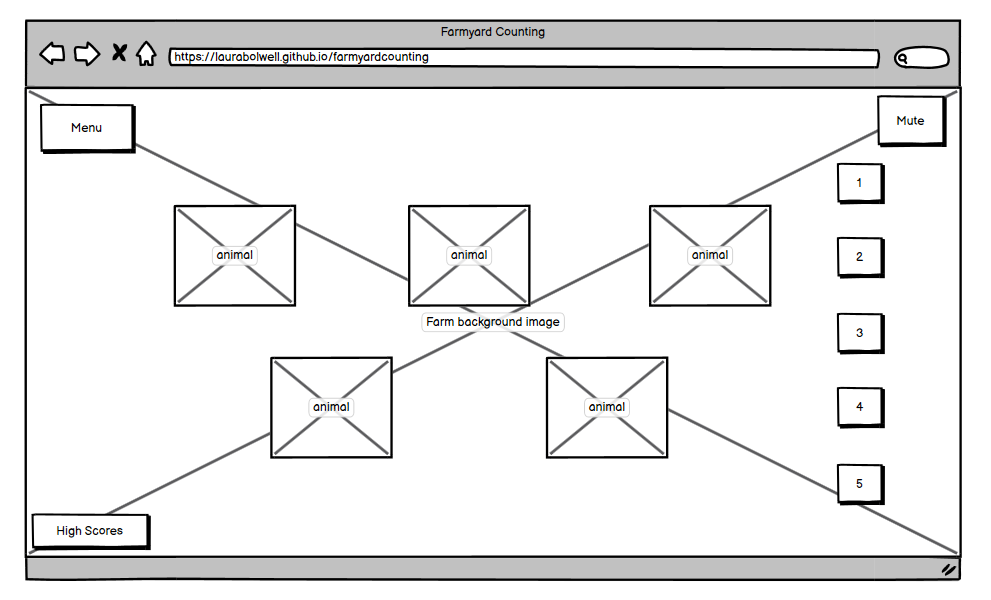 Farmyard Counting
https://laurabolwell.github.io/farmyardcounting
Menu
Mute
1
animal
animal
animal
2
Farm background image
3
animal
animal
4
5
High Scores